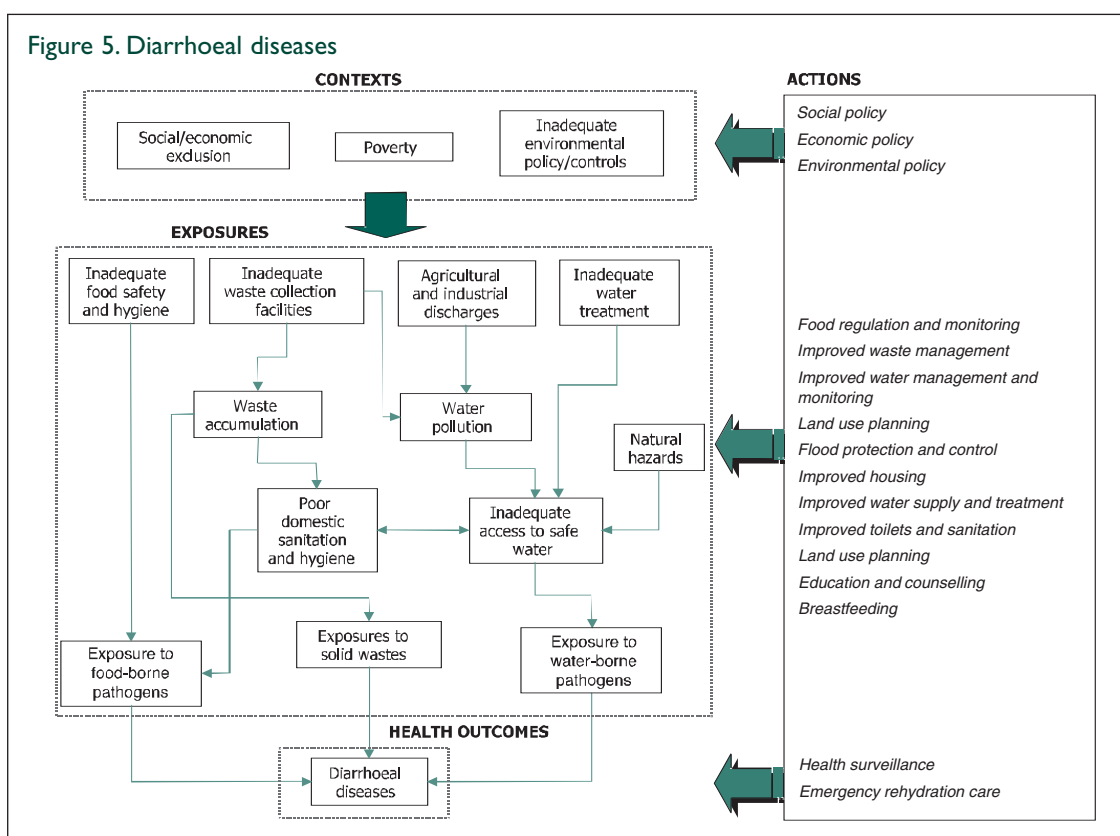 Figure 5. Diarrhoeal diseases
CONTEXTS
Social/economic
exclusion
Poverty
Inadequate
environmental
policy/controls
EXPOSURES
Inadequate
food safety
and hygiene
Inadequate
waste collection
facilities
Agricultural
and industrial
discharges
Inadequate
water
treatment
Waste
accumulation
Water
pollution
Natural
hazards
Poor
domestic
sanitation
and hygiene
Inadequate
access to safe
water
Exposure to
food-borne
pathogens
Exposures to
solid wastes
Exposure to
water-borne
pathogens
HEALTH OUTCOMES
Diarrhoeal
diseases
ACTIONS
Social policy
Economic policy
Environmental policy
Food regulation and monitoring
Improved waste management
Improved water management and
monitoring
Land use planning
Flood protection and control
Improved housing
Improved water supply and treatment
Improved toilets and sanitation
Land use planning
Education and counselling
Breastfeeding
Health surveillance
Emergency rehydration care